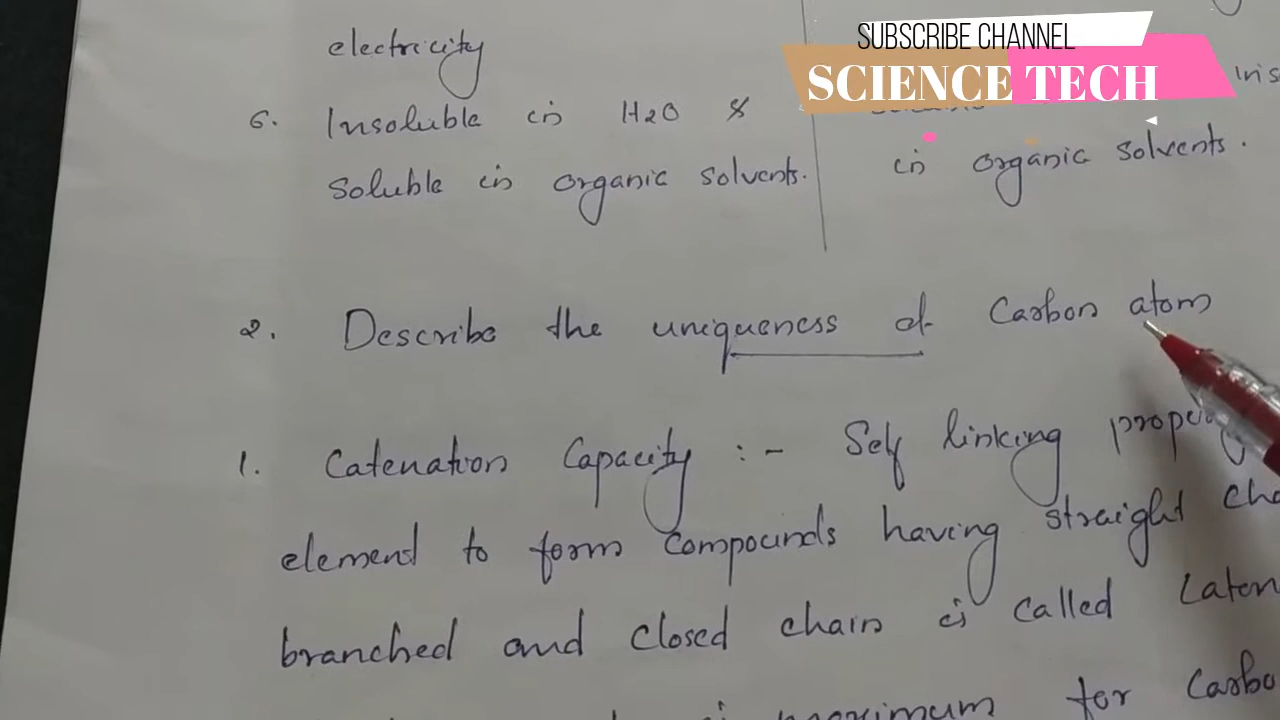 SUBSCRIBE CHANNEL
SCIENCE TECH
electricity
6. Insoluble in H2O &
soluble in organic solvents.
in organic solvents.
2. Describe the uniqueness of Carbon atom
1. Catenation Capacity :- Self linking
element to form compounds having straight
branched and closed chain is called
maximum for